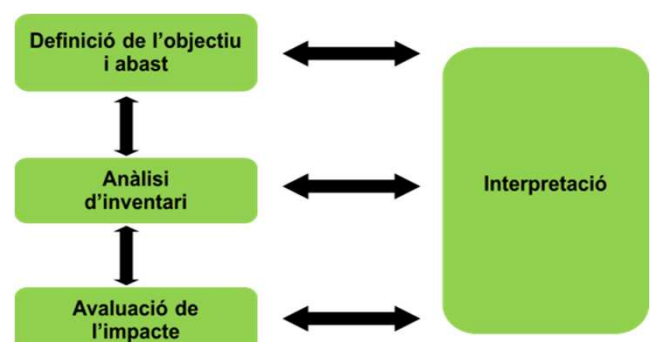 Definició de l’objectiu
i abast
Anàlisi
d’inventari
Interpretació
Avaluació de
l’impacte